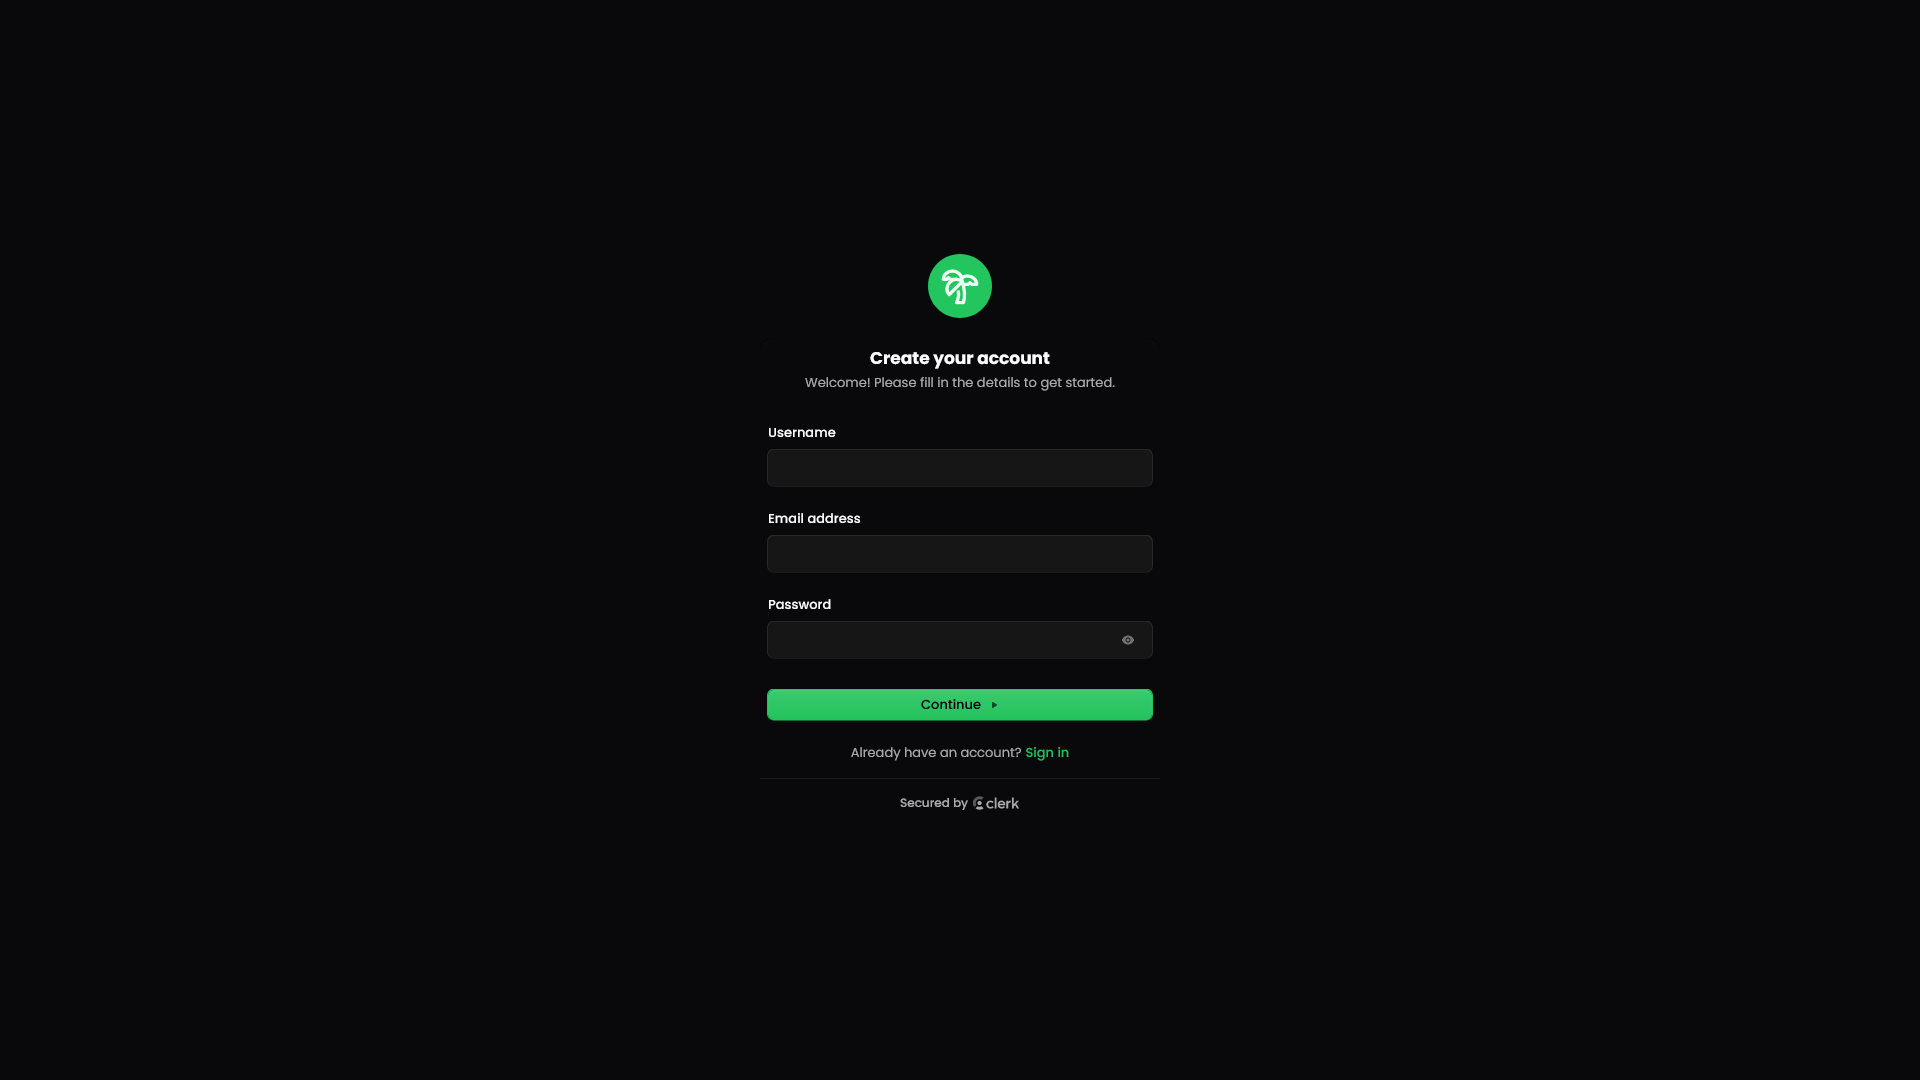 Create your account
Welcome! Please fill in the details to get started.
Username
Email address
Password
Continue
Already have an account? Sign in
Secured by clerk